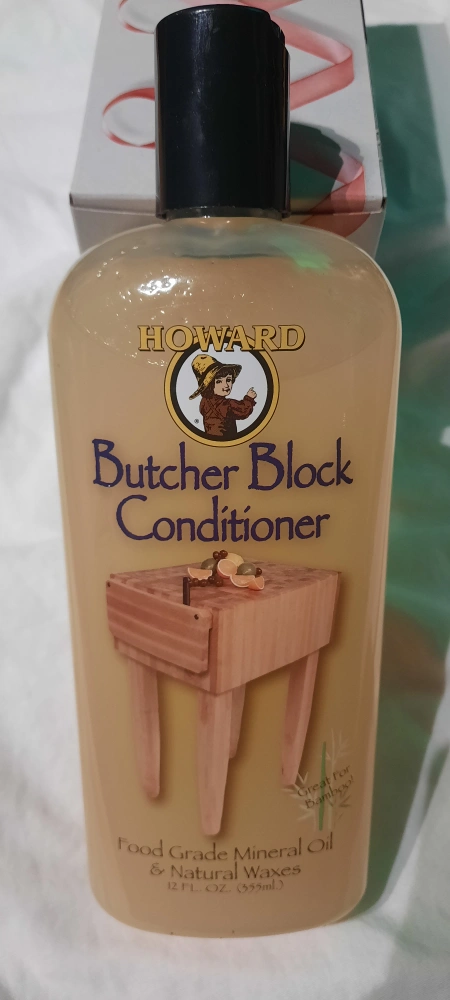 HOWARD
®
Butcher Block
Conditioner
Great For
Bamboo!
Food Grade Mineral Oil
& Natural Waxes
12 FL. OZ. (355mL)